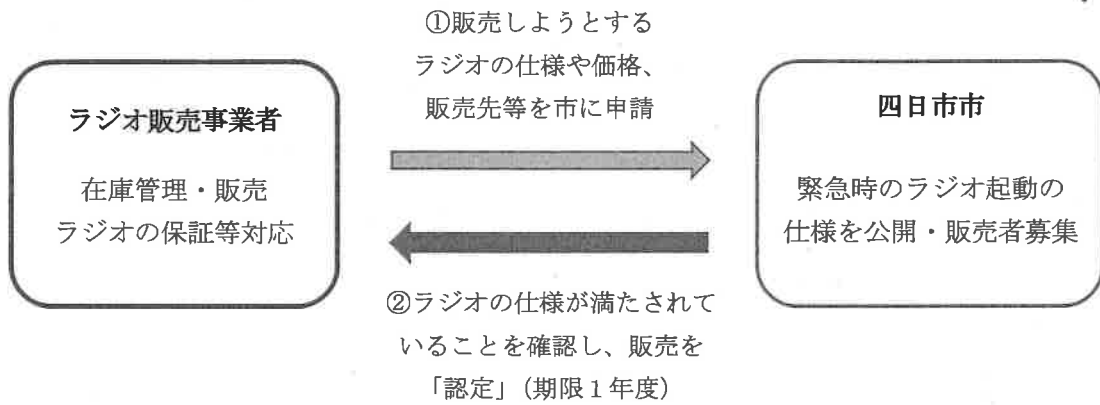 ①販売しようとする
ラジオの仕様や価格、
販売先等を市に申請
ラジオ販売事業者
在庫管理・販売
ラジオの保証等対応
四日市市
緊急時のラジオ起動の
仕様を公開・販売者募集
②ラジオの仕様が満たされて
いることを確認し、販売を
「認定」(期限1年度)